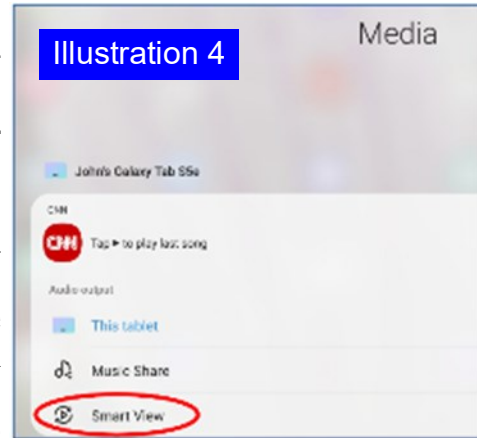 Illustration 4
Media
John's Galaxy Tab S5e
CNN
CNN
Tap ▶ to play last song
Audio output
This tablet
Music Share
Smart View